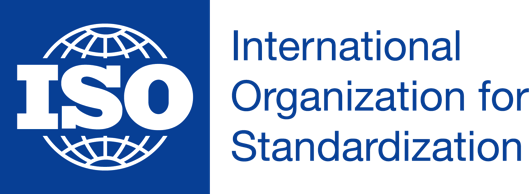 ISO
International
Organization for
Standardization